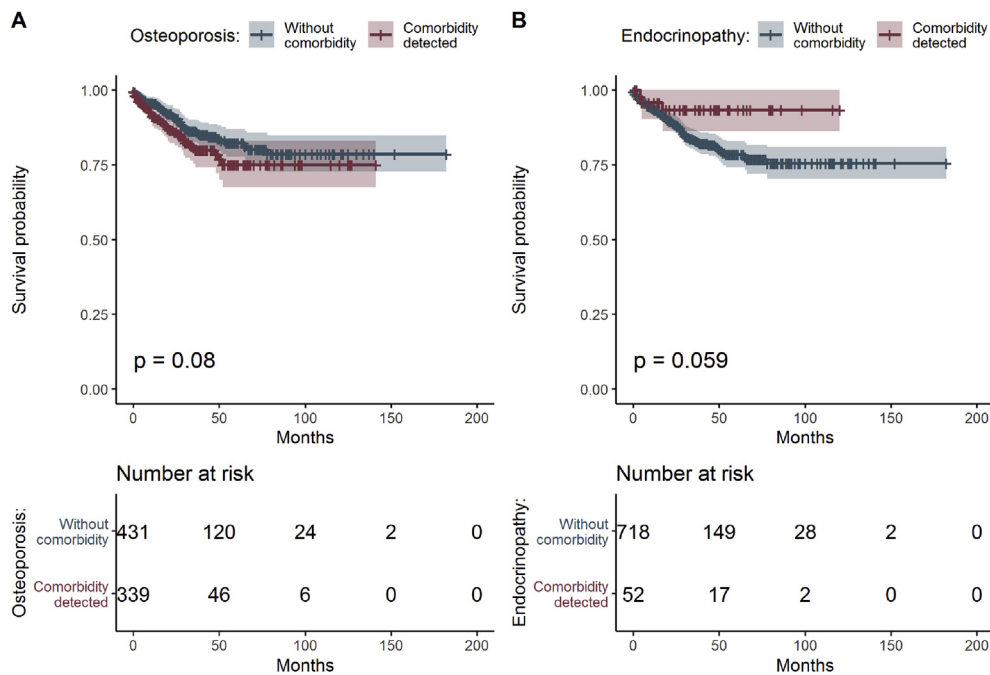 A
Osteoporosis: Without comorbidity Comorbidity detected
Survival probability
1.00
0.75
0.50
0.25
0.00
p = 0.08
0 50 100 150 200
Months
Number at risk
Osteoporosis:
Without comorbidity 431 120 24 2 0
Comorbidity detected 339 46 6 0 0
0 50 100 150 200
Months
B
Endocrinopathy: Without comorbidity Comorbidity detected
Survival probability
1.00
0.75
0.50
0.25
0.00
p = 0.059
0 50 100 150 200
Months
Number at risk
Endocrinopathy:
Without comorbidity 718 149 28 2 0
Comorbidity detected 52 17 2 0 0
0 50 100 150 200
Months